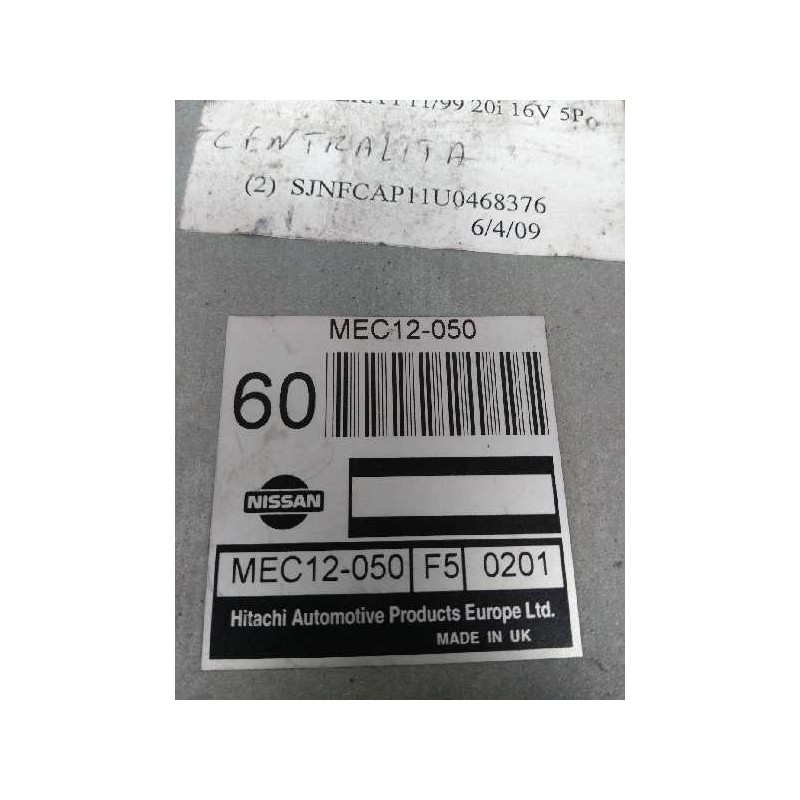 11/99 20i 16V 5P.
CENTRALITA
(2) SJNFCAP11U0468376
6/4/09
MEC12-050
60
NISSAN
MEC12-050 F5 0201
Hitachi Automotive Products Europe Ltd.
MADE IN UK